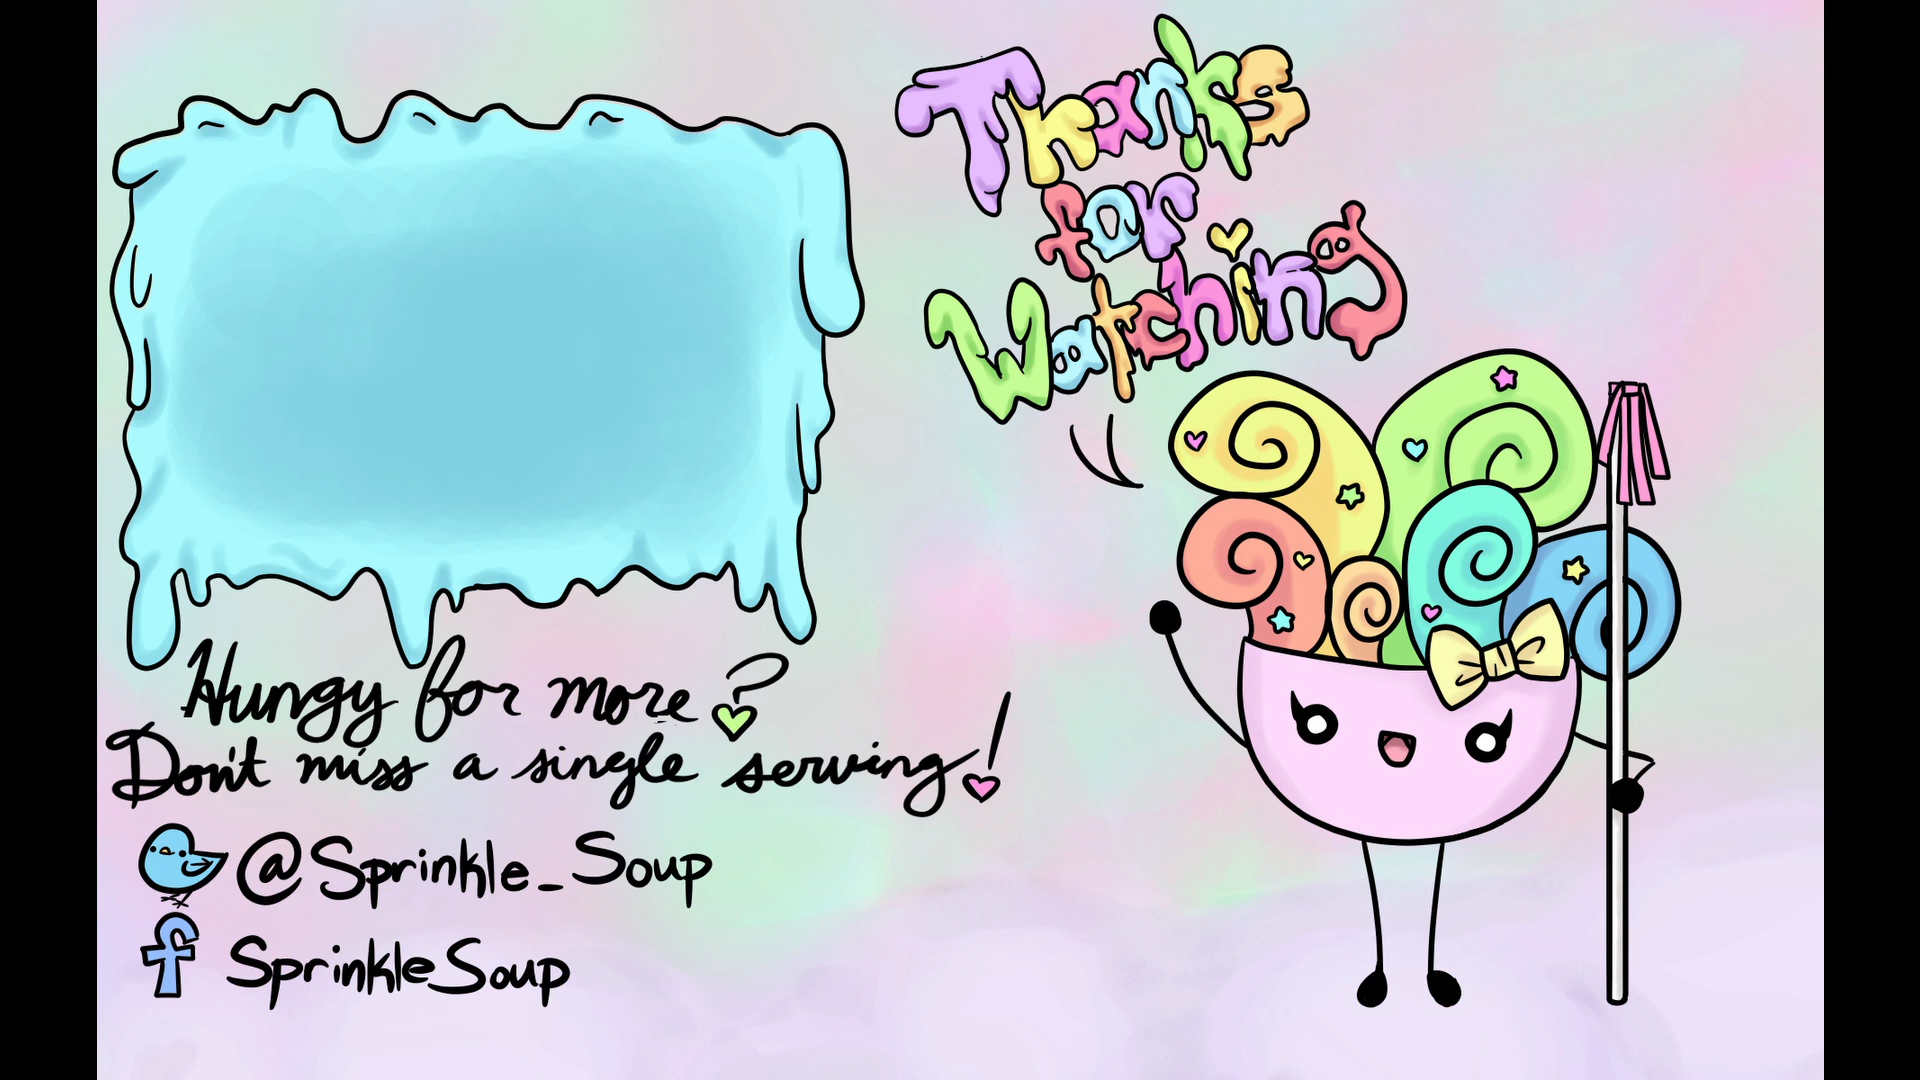 Thanks
for
Watching
Hungy for more?
Don't miss a single serving!
@Sprinkle_Soup
f SprinkleSoup